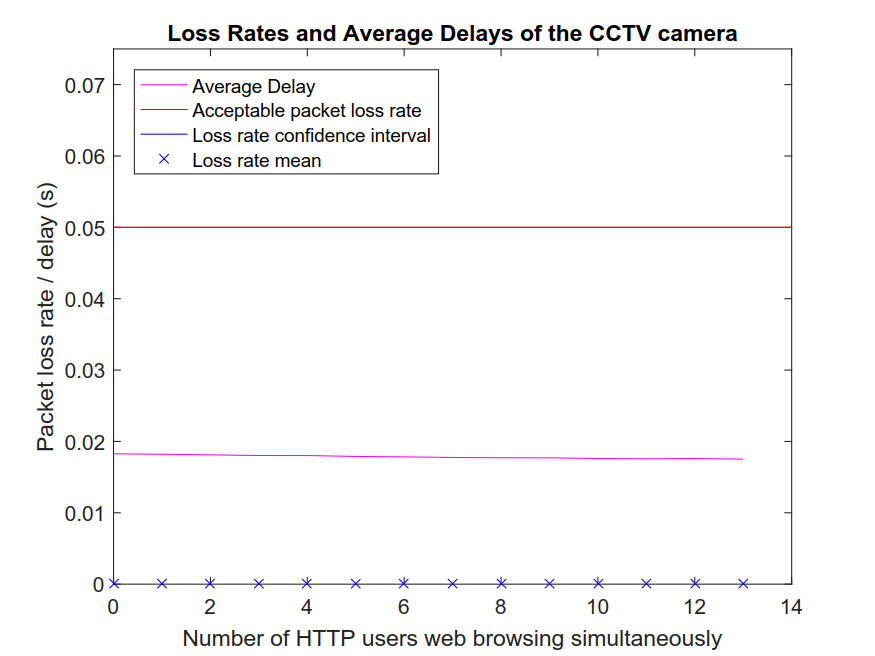 Loss Rates and Average Delays of the CCTV camera
Average Delay
Acceptable packet loss rate
Loss rate confidence interval
Loss rate mean
Packet loss rate / delay (s)
0.07
0.06
0.05
0.04
0.03
0.02
0.01
0
0 2 4 6 8 10 12 14
Number of HTTP users web browsing simultaneously